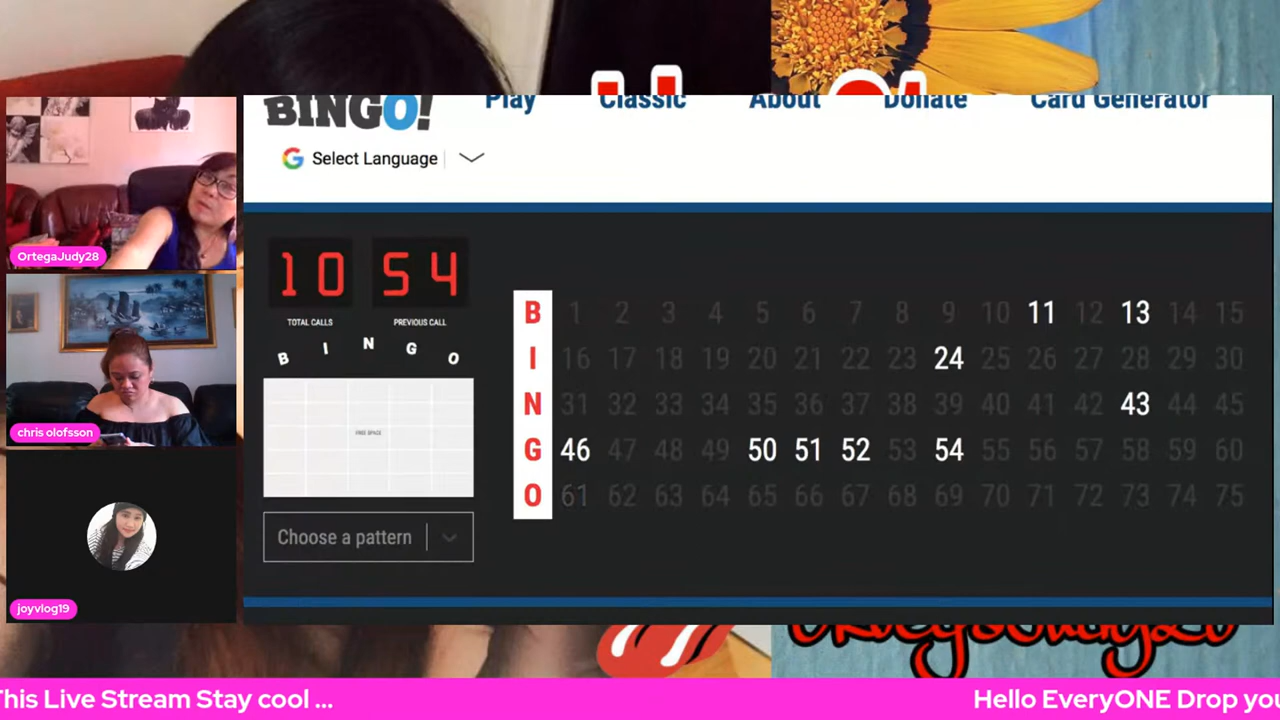 BINGO!
Play Classic About Donate Card Generator
Select Language
OrtegaJudy28
chris olofsson
joyvlog19
10 54
TOTAL CALLS PREVIOUS CALL
B I N G O
FREE SPACE
Choose a pattern
B 1 2 3 4 5 6 7 8 9 10 11 12 13 14 15
I 16 17 18 19 20 21 22 23 24 25 26 27 28 29 30
N 31 32 33 34 35 36 37 38 39 40 41 42 43 44 45
G 46 47 48 49 50 51 52 53 54 55 56 57 58 59 60
O 61 62 63 64 65 66 67 68 69 70 71 72 73 74 75
This Live Stream Stay cool ...
Hello EveryONE Drop you